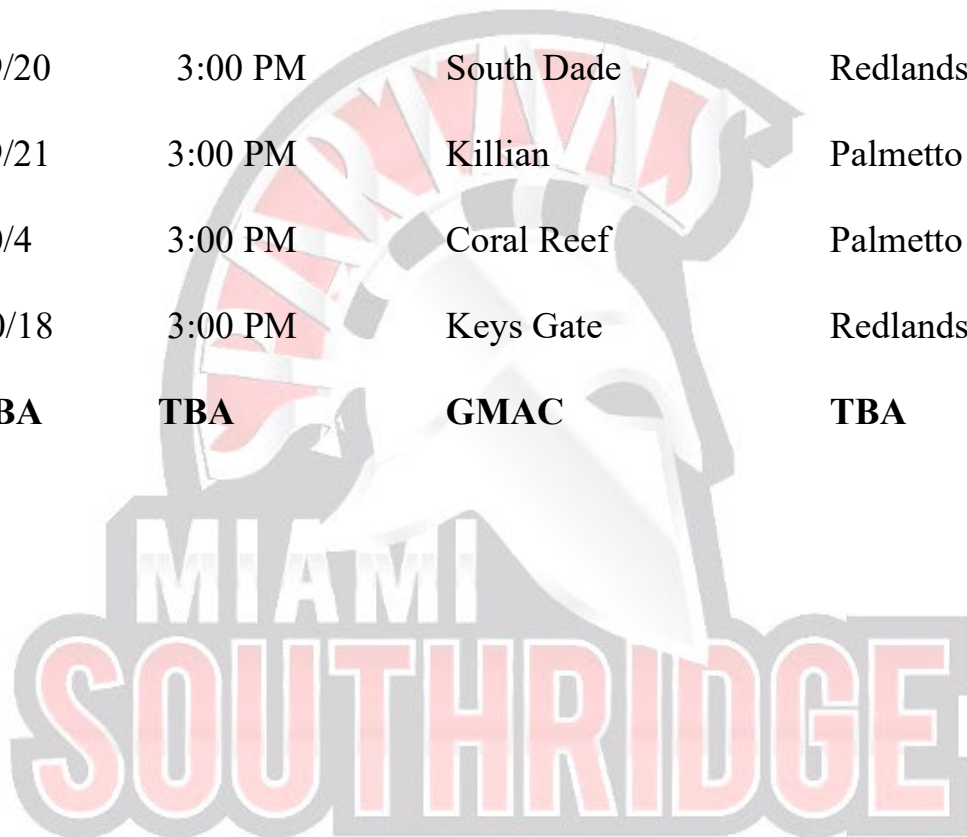 /20 3:00 PM South Dade Redlands
/21 3:00 PM Killian Palmetto
/4 3:00 PM Coral Reef Palmetto
/18 3:00 PM Keys Gate Redlands
BA TBA GMAC TBA
SPARTANS
MIAMI
SOUTHRIDGE